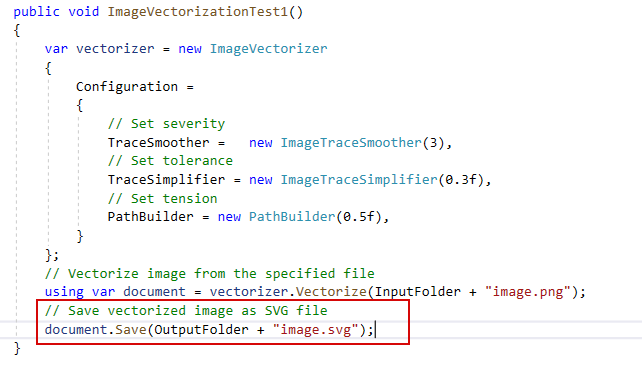 public void ImageVectorizationTest1()
{
    var vectorizer = new ImageVectorizer
    {
        Configuration =
        {
            // Set severity
            TraceSmoother =   new ImageTraceSmoother(3),
            // Set tolerance
            TraceSimplifier = new ImageTraceSimplifier(0.3f),
            // Set tension
            PathBuilder = new PathBuilder(0.5f),
        }
    };
    // Vectorize image from the specified file
    using var document = vectorizer.Vectorize(InputFolder + "image.png");
    // Save vectorized image as SVG file
    document.Save(OutputFolder + "image.svg");
}